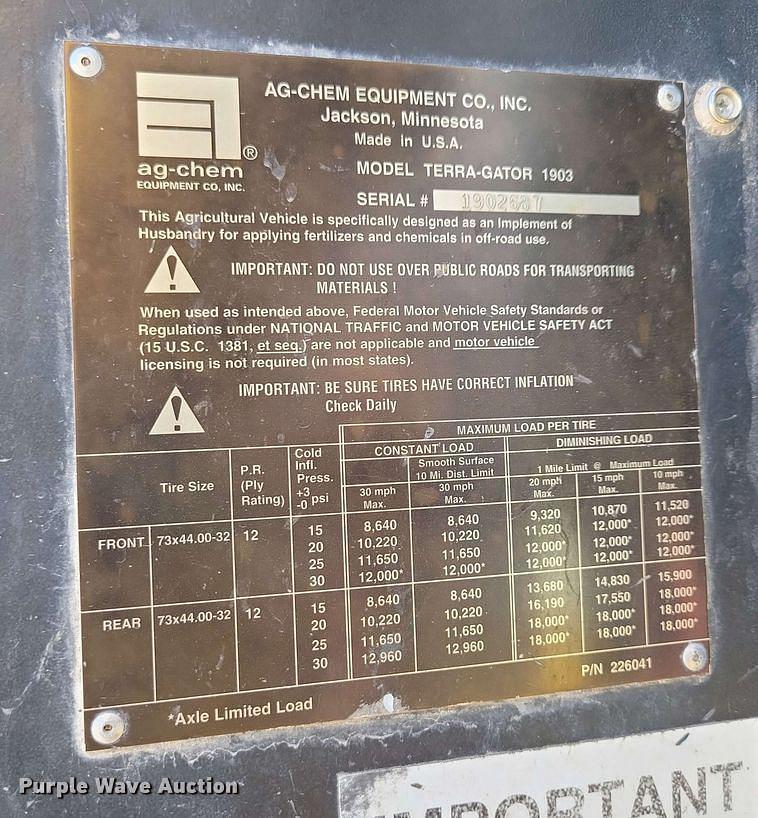 AG-CHEM EQUIPMENT CO., INC.
Jackson, Minnesota
Made in U.S.A.
ag-chem ®
EQUIPMENT CO, INC.
MODEL TERRA-GATOR 1903
SERIAL # 1902637
This Agricultural Vehicle is specifically designed as an Implement of
Husbandry for applying fertilizers and chemicals in off-road use.
IMPORTANT: DO NOT USE OVER PUBLIC ROADS FOR TRANSPORTING
MATERIALS !
When used as intended above, Federal Motor Vehicle Safety Standards or
Regulations under NATIONAL TRAFFIC and MOTOR VEHICLE SAFETY ACT
(15 U.S.C. 1381, et seq.) are not applicable and motor vehicle
licensing is not required (in most states).
IMPORTANT: BE SURE TIRES HAVE CORRECT INFLATION
Check Daily
MAXIMUM LOAD PER TIRE
CONSTANT LOAD DIMINISHING LOAD
Tire Size
P.R.
(Ply
Rating)
Cold
Infl.
Press.
+3
-0 psi
30 mph
Max.
Smooth Surface
10 Mi. Dist. Limit
30 mph
Max.
1 Mile Limit @ Maximum Load
20 mph 15 mph 10 mph
Max. Max. Max.
FRONT 73x44.00-32 12
15 8,640 8,640 9,320 10,870 11,520
20 10,220 10,220 11,620 12,000* 12,000*
25 11,650 11,650 12,000* 12,000* 12,000*
30 12,000* 12,000* 12,000* 12,000* 12,000*
REAR 73x44.00-32 12
15 8,640 8,640 13,680 14,830 15,900
20 10,220 10,220 16,190 17,550 18,000*
25 11,650 11,650 18,000* 18,000* 18,000*
30 12,960 12,960 18,000* 18,000* 18,000*
*Axle Limited Load
P/N 226041
IMPORTANT
Purple Wave Auction